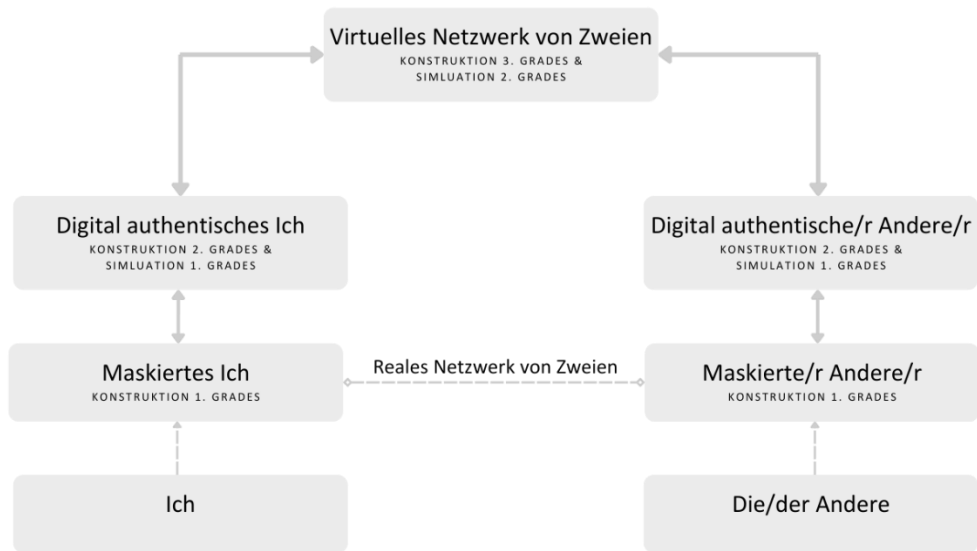 Virtuelles Netzwerk von Zweien
KONSTRUKTION 3. GRADES &
SIMLUATION 2. GRADES
Digital authentisches Ich
KONSTRUKTION 2. GRADES &
SIMLUATION 1. GRADES
Digital authentische/r Andere/r
KONSTRUKTION 2. GRADES &
SIMULATION 1. GRADES
Maskiertes Ich
KONSTRUKTION 1. GRADES
Reales Netzwerk von Zweien
Maskierte/r Andere/r
KONSTRUKTION 1. GRADES
Ich
Die/der Andere